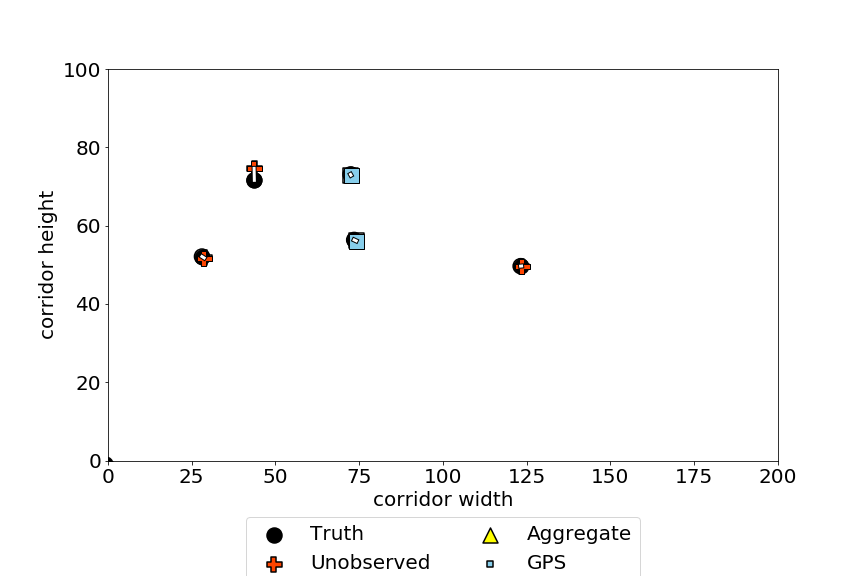 100
80
60
40
20
0
0 25 50 75 100 125 150 175 200
corridor height
corridor width
Truth Aggregate
Unobserved GPS